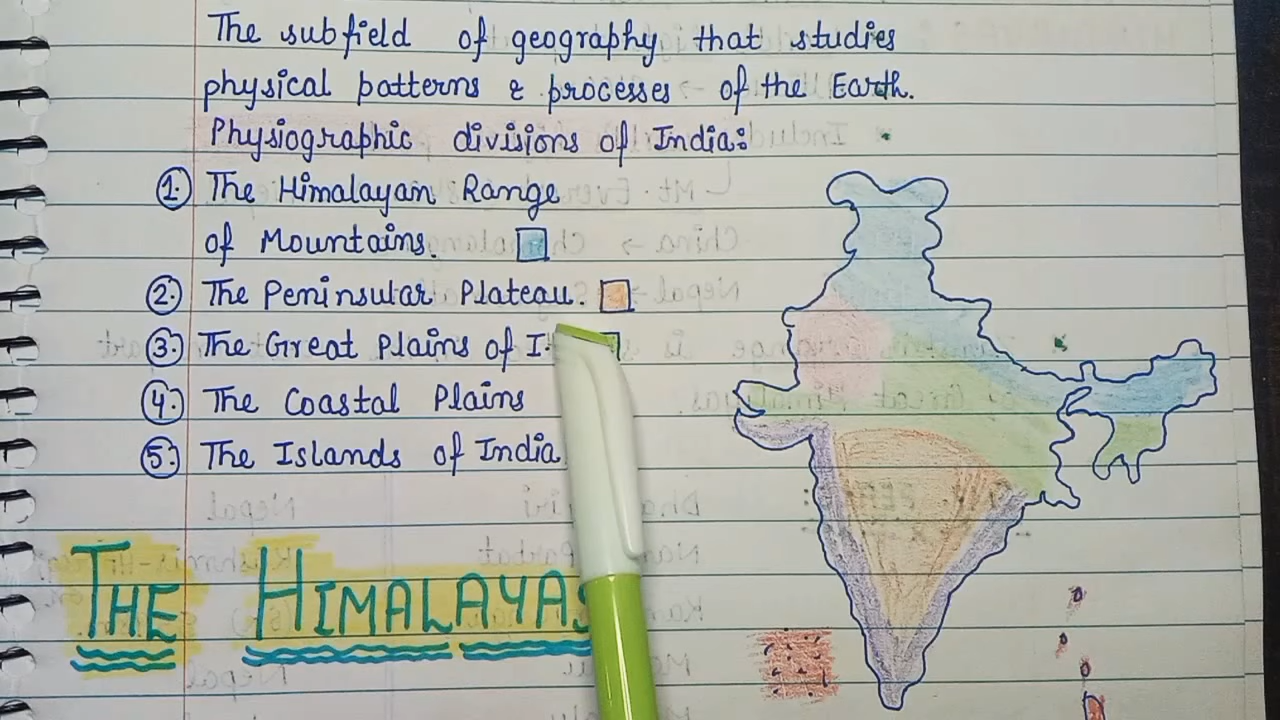 The subfield of geography that studies
physical patterns & processes of the Earth.
Physiographic divisions of India:
1. The Himalayan Range
of Mountains.
2. The Peninsular Plateau.
3. The Great Plains of
4. The Coastal Plains
5. The Islands of India
THE HIMALAYAS